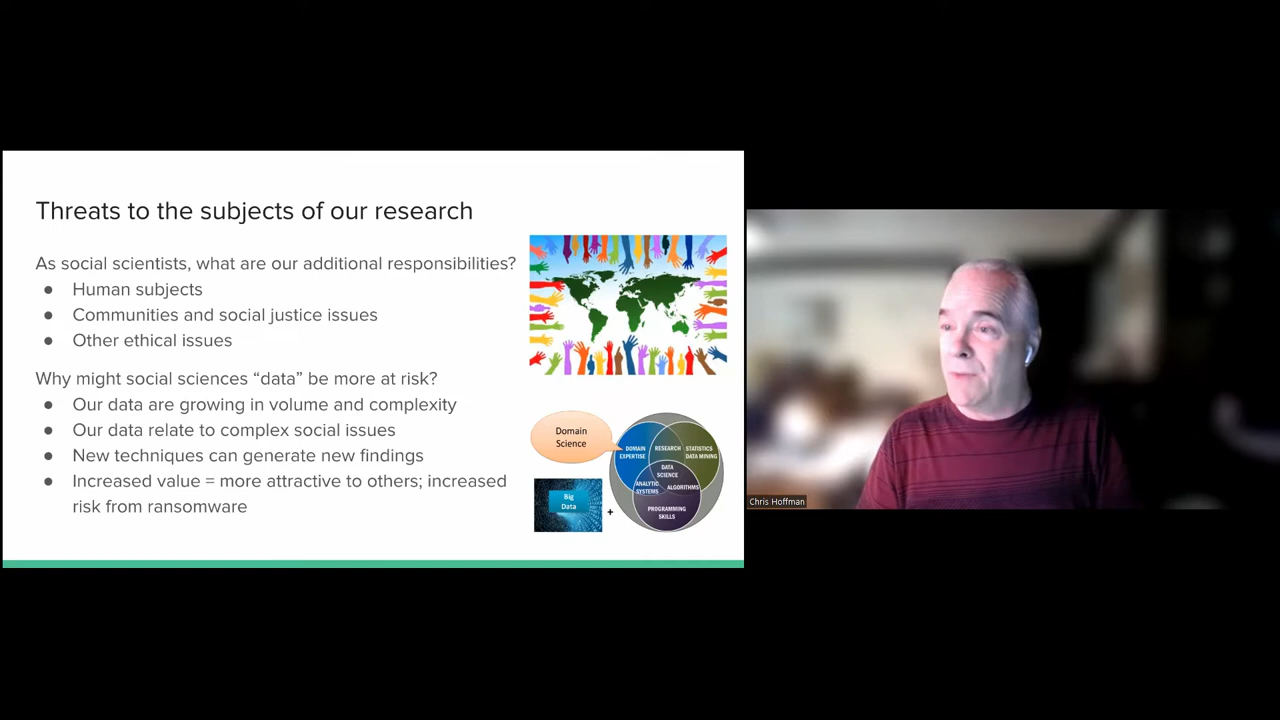 Threats to the subjects of our research
As social scientists, what are our additional responsibilities?
● Human subjects
● Communities and social justice issues
● Other ethical issues
Why might social sciences “data” be more at risk?
● Our data are growing in volume and complexity
● Our data relate to complex social issues
● New techniques can generate new findings
● Increased value = more attractive to others; increased
risk from ransomware
Domain
Science
Big
Data
+
DOMAIN
EXPERTISE
RESEARCH
STATISTICS
DATA MINING
DATA
SCIENCE
ANALYTIC
SYSTEMS
ALGORITHMS
PROGRAMMING
SKILLS
Chris Hoffman